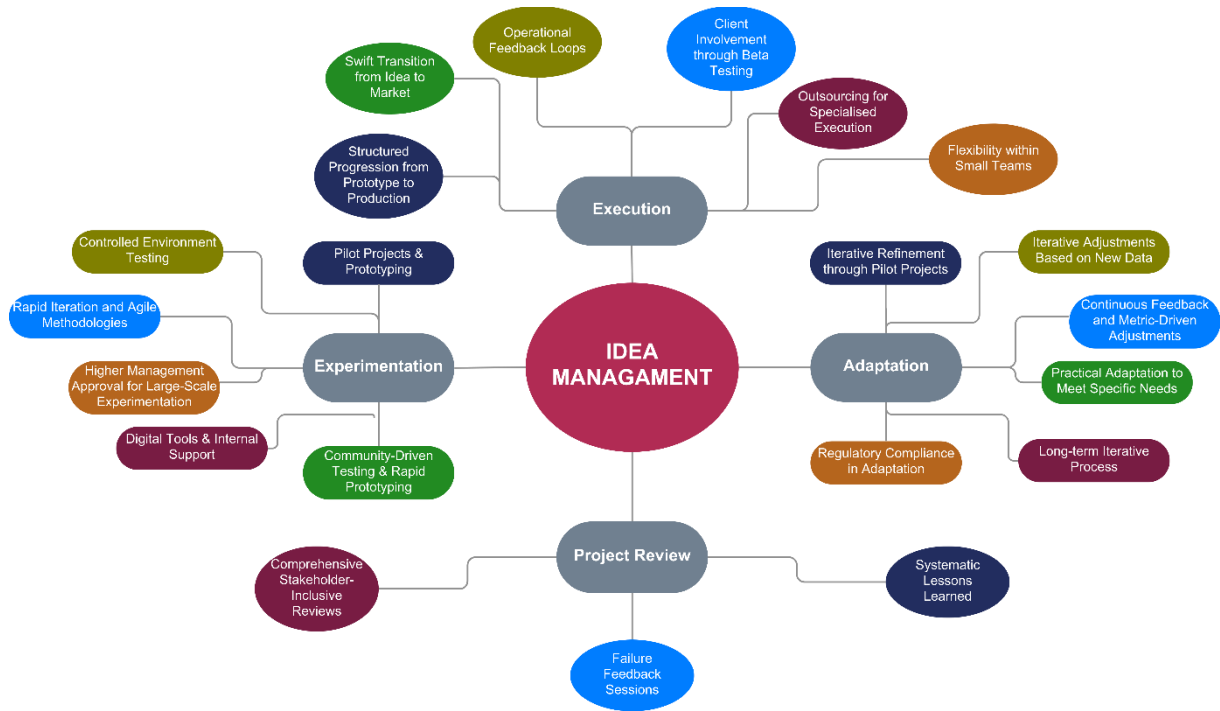 Operational
Feedback Loops
Client
Involvement
through Beta
Testing
Swift Transition
from Idea to
Market
Outsourcing for
Specialised
Execution
Structured
Progression from
Prototype to
Production
Flexibility within
Small Teams
Execution
Controlled Environment
Testing
Pilot Projects &
Prototyping
Iterative Refinement
through Pilot Projects
Iterative Adjustments
Based on New Data
Rapid Iteration and Agile
Methodologies
Continuous Feedback
and Metric-Driven
Adjustments
Experimentation
IDEA
MANAGAMENT
Adaptation
Higher Management
Approval for Large-Scale
Experimentation
Practical Adaptation to
Meet Specific Needs
Digital Tools & Internal
Support
Community-Driven
Testing & Rapid
Prototyping
Regulatory Compliance
in Adaptation
Long-term Iterative
Process
Project Review
Comprehensive
Stakeholder-
Inclusive
Reviews
Systematic
Lessons
Learned
Failure
Feedback
Sessions